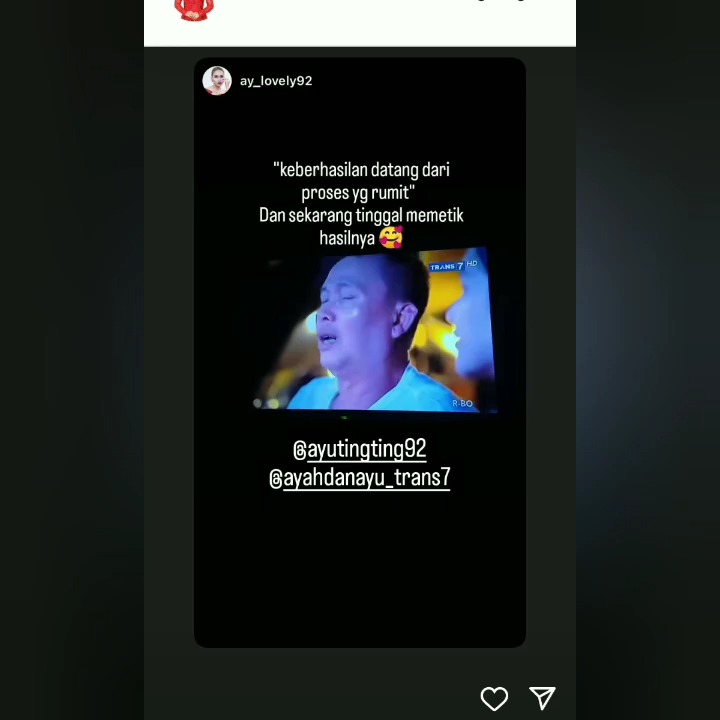 ay_lovely92
"keberhasilan datang dari
proses yg rumit"
Dan sekarang tinggal memetik
hasilnya 🥰
TRANS 7 HD
R-BO
@ayutingting92
@ayahdanayu_trans7